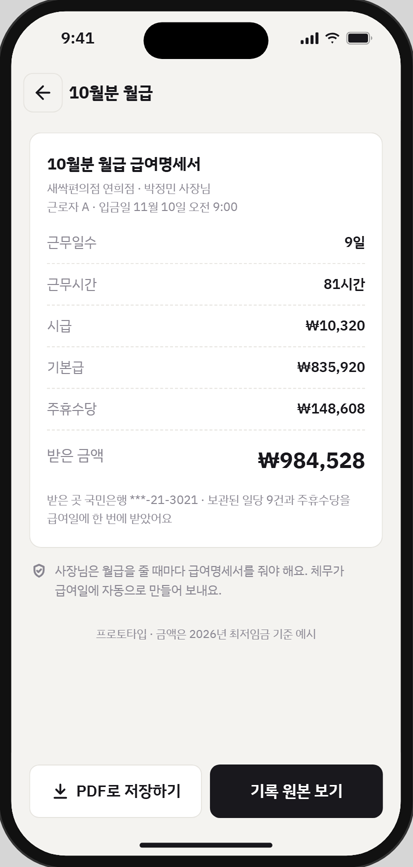 9:41
10월분 월급
10월분 월급 급여명세서
새싹편의점 연희점 · 박정민 사장님
근로자 A · 입금일 11월 10일 오전 9:00
근무일수 9일
근무시간 81시간
시급 ₩10,320
기본급 ₩835,920
주휴수당 ₩148,608
받은 금액 ₩984,528
받은 곳 국민은행 ***-21-3021 · 보관된 일당 9건과 주휴수당을
급여일에 한 번에 받았어요
사장님은 월급을 줄 때마다 급여명세서를 줘야 해요. 체무가
급여일에 자동으로 만들어 보내요.
프로토타입 · 금액은 2026년 최저임금 기준 예시
PDF로 저장하기
기록 원본 보기